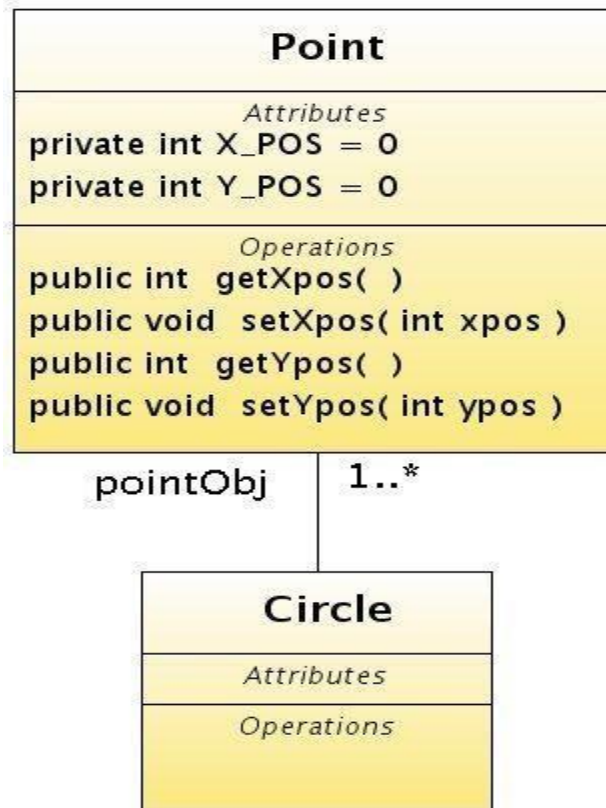 Point
Attributes
private int X_POS = 0
private int Y_POS = 0
Operations
public int getXpos( )
public void setXpos( int xpos )
public int getYpos( )
public void setYpos( int ypos )
pointObj 1..*
Circle
Attributes
Operations